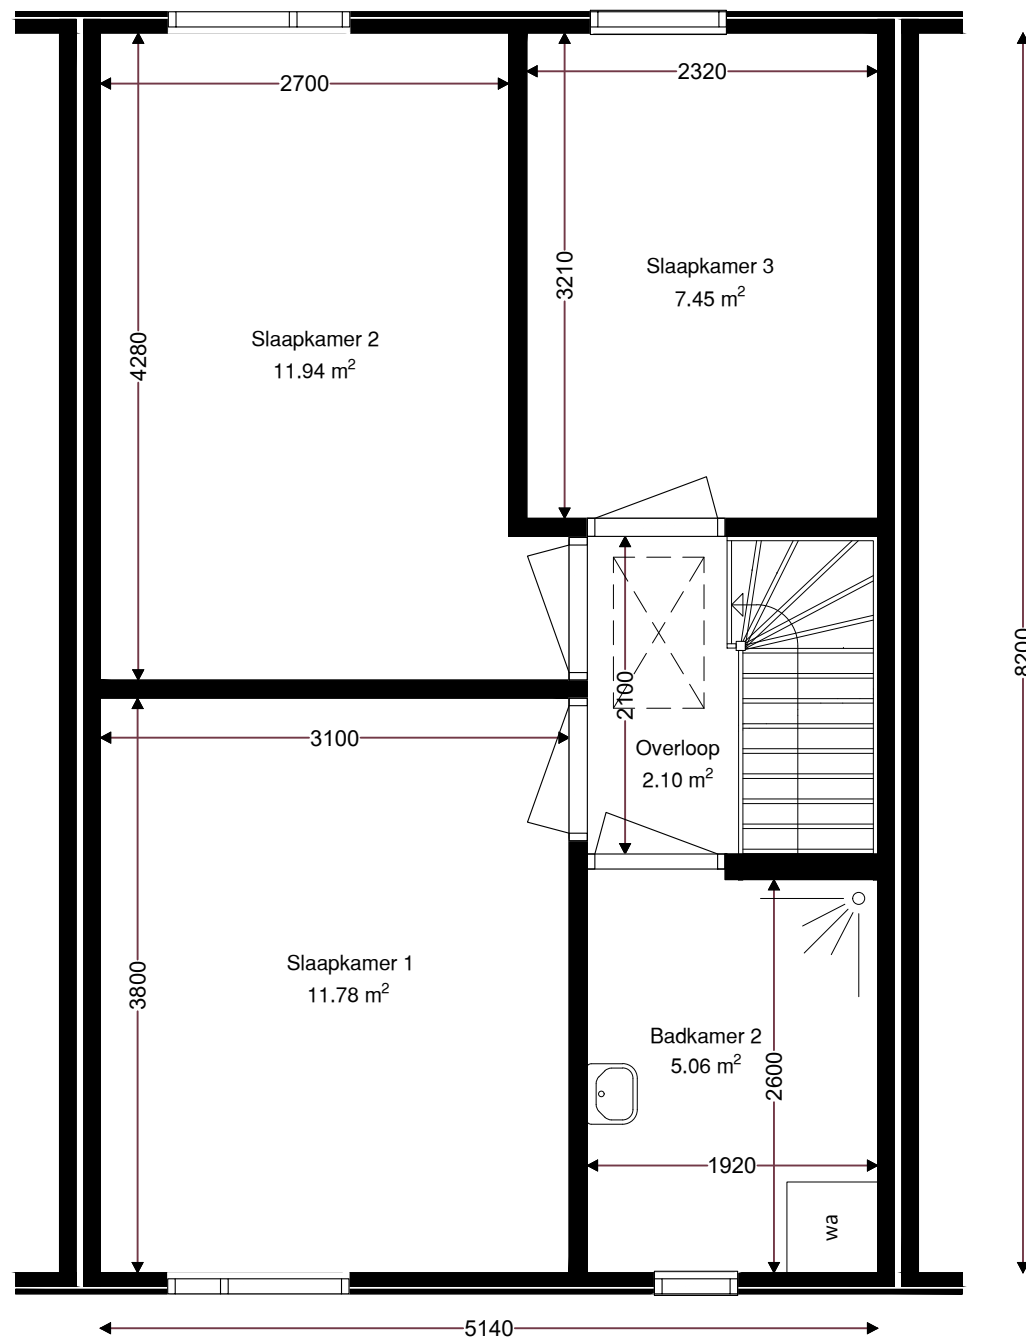 2700
2320
3210
Slaapkamer 3
7.45 m²
4280
Slaapkamer 2
11.94 m²
8200
2100
3100
Overloop
2.10 m²
3800
Slaapkamer 1
11.78 m²
Badkamer 2
5.06 m²
2600
1920
wa
5140